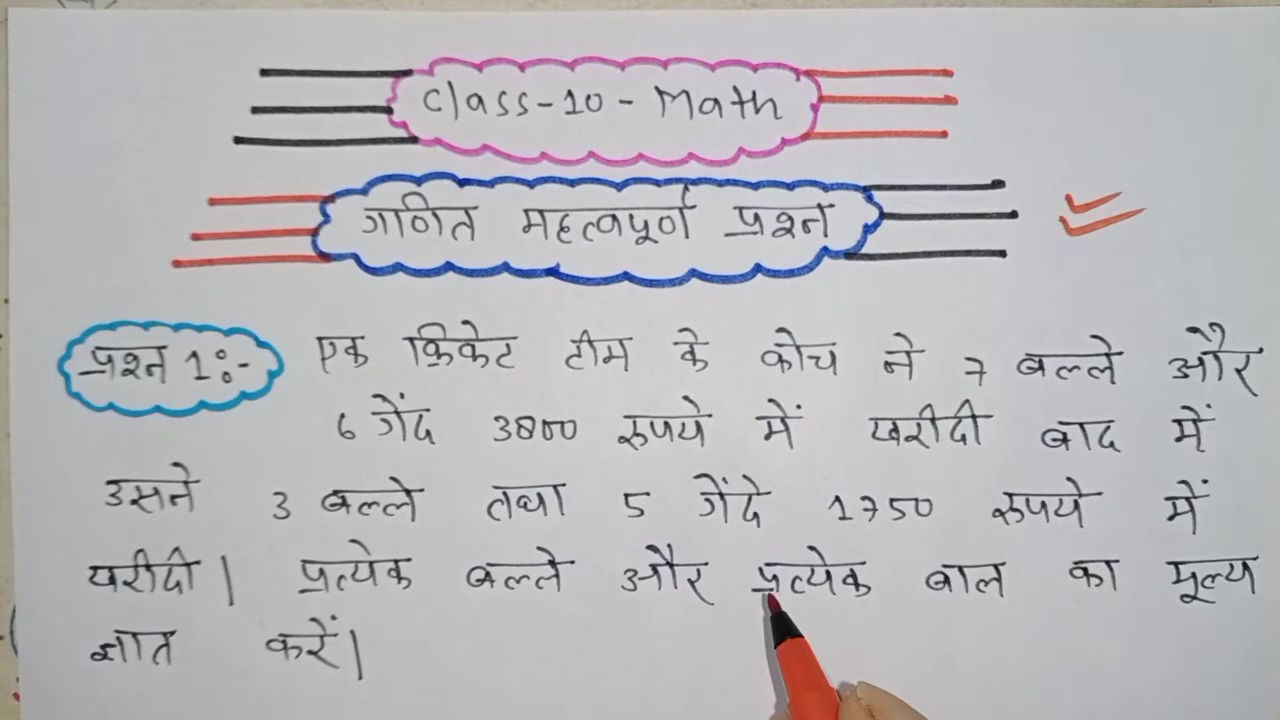 Class-10-Math
गणित महत्वपूर्ण प्रश्न
प्रश्न 1:- एक क्रिकेट टीम के कोच ने 7 बल्ले और
6 गेंद 3800 रुपये में खरीदी बाद में
उसने 3 बल्ले तथा 5 गेंदे 1750 रुपये में
खरीदी। प्रत्येक बल्ले और प्रत्येक बाल का मूल्य
ज्ञात करें।